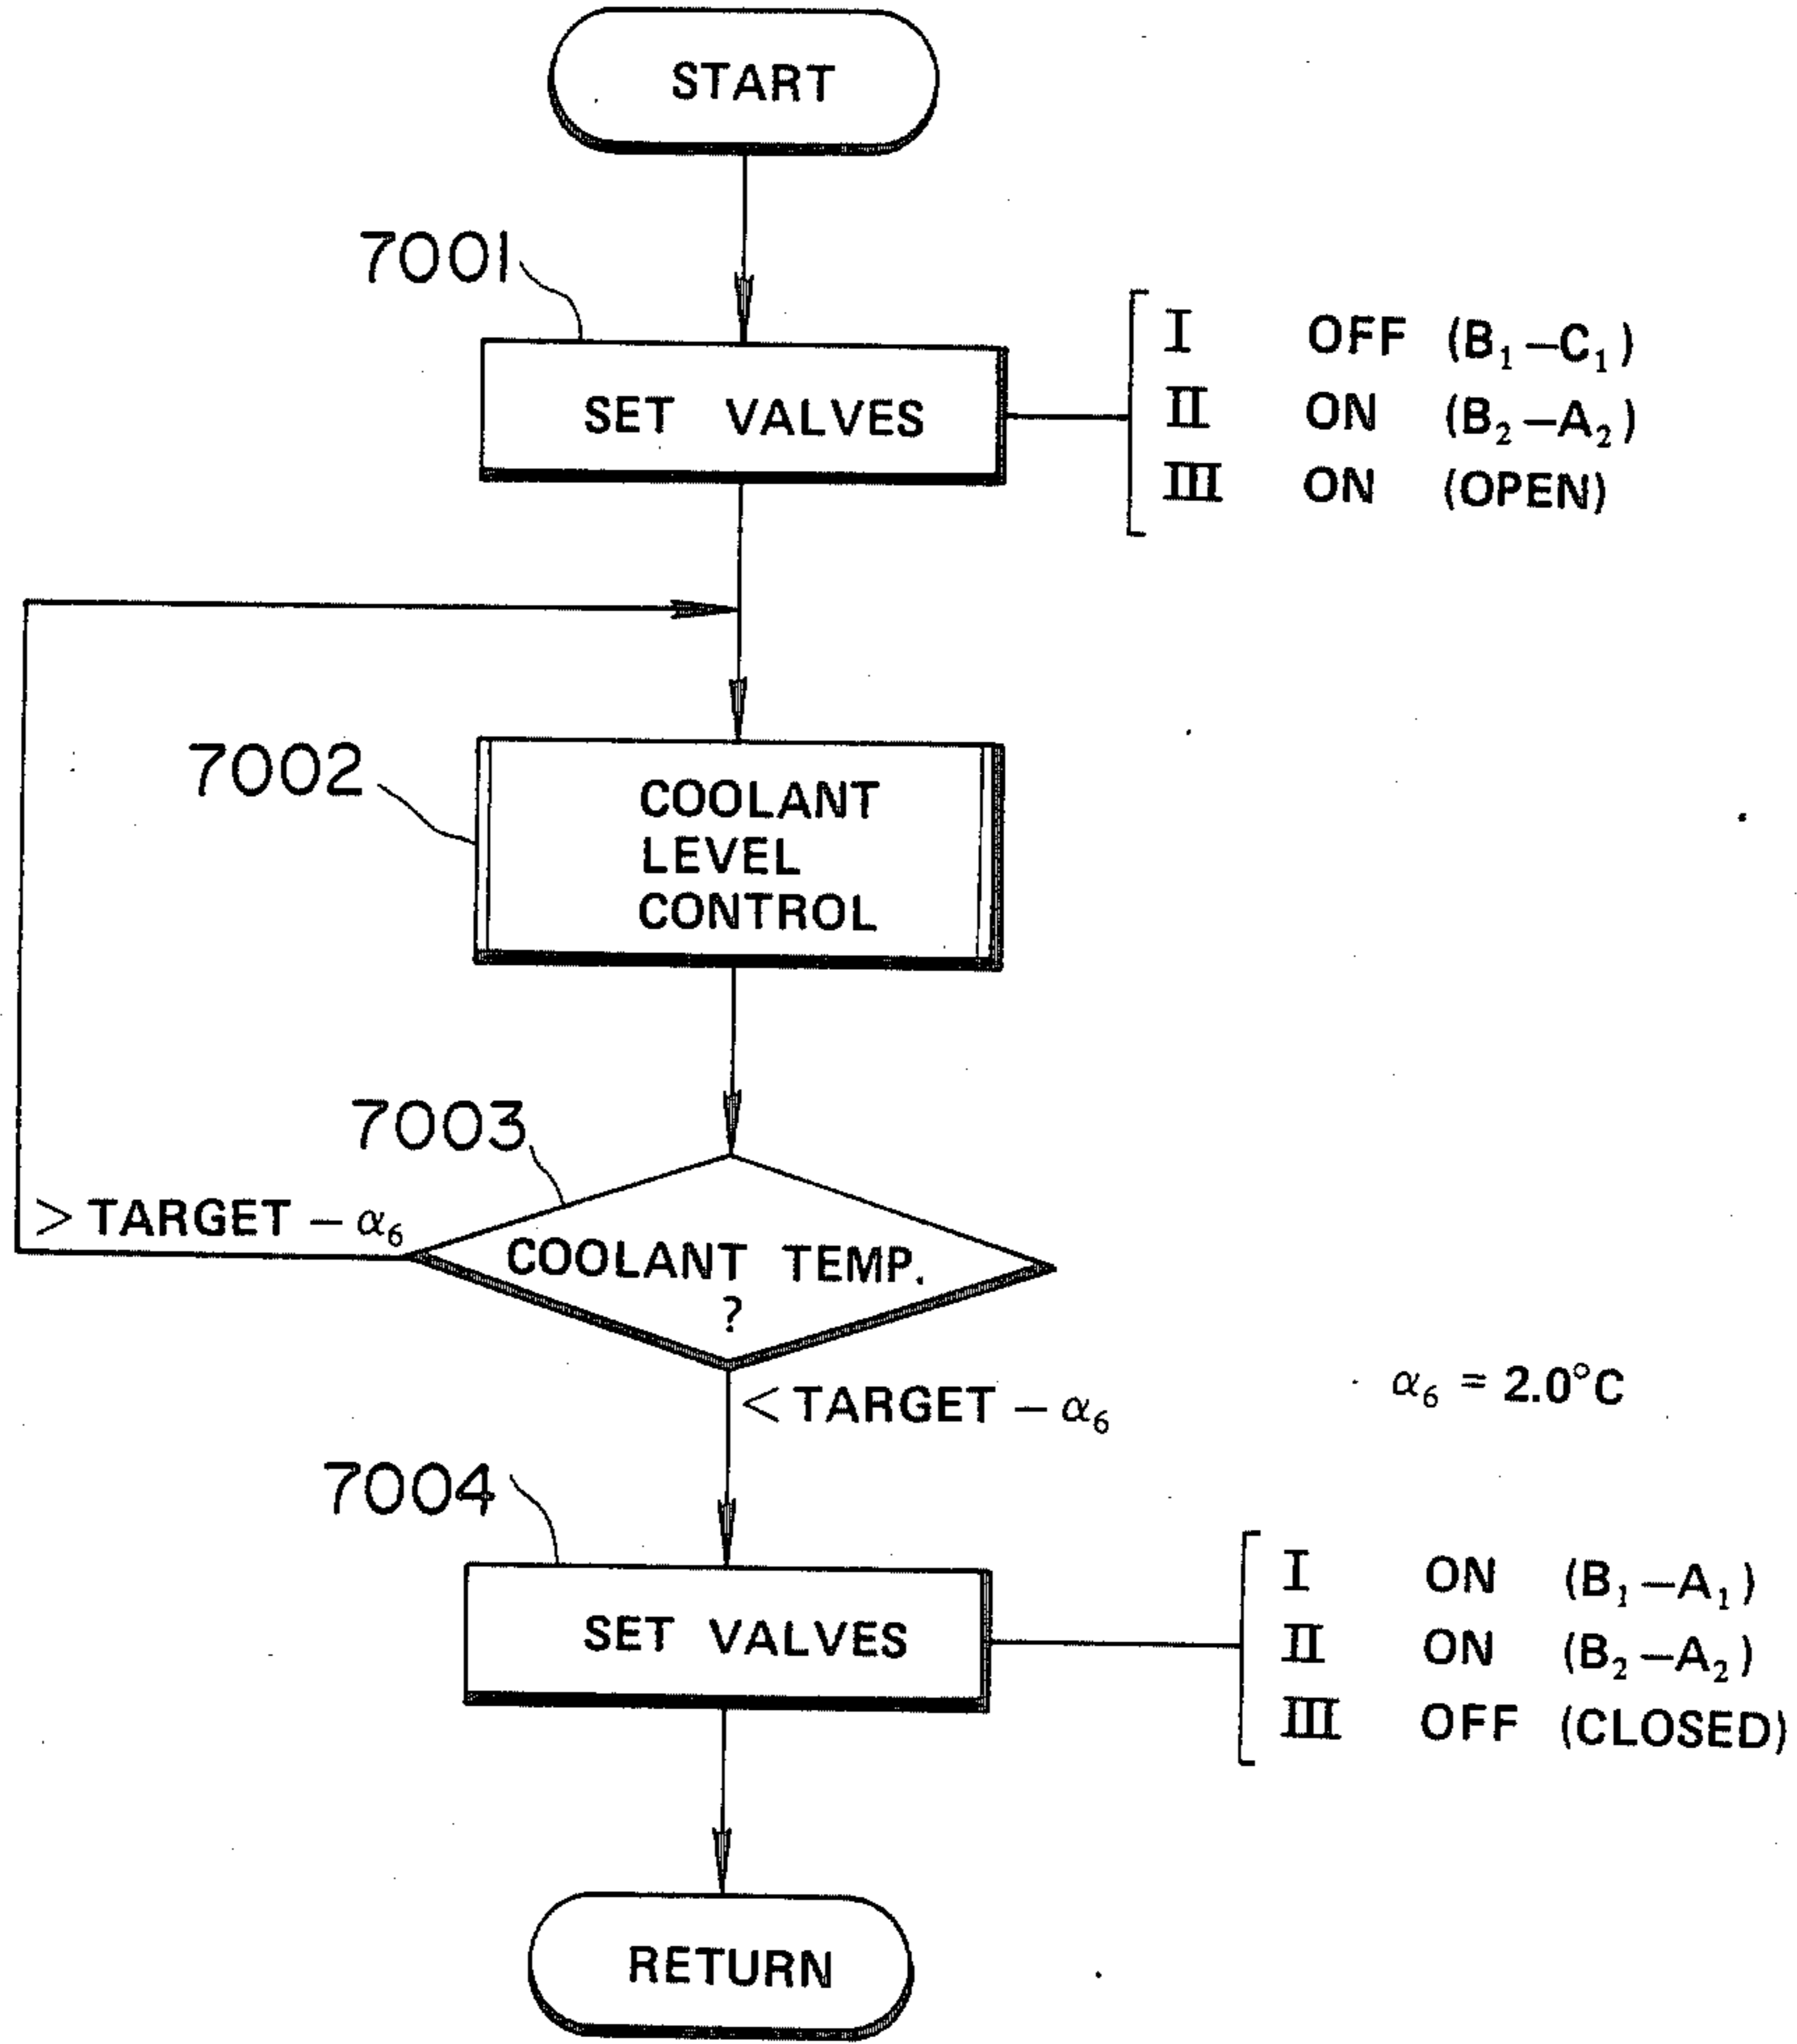 START
7001
SET VALVES
I OFF (B₁–C₁)
II ON (B₂–A₂)
III ON (OPEN)
7002
COOLANT
LEVEL
CONTROL
7003
> TARGET – α₆
COOLANT TEMP.
?
< TARGET – α₆
α₆ = 2.0°C
7004
SET VALVES
I ON (B₁–A₁)
II ON (B₂–A₂)
III OFF (CLOSED)
RETURN